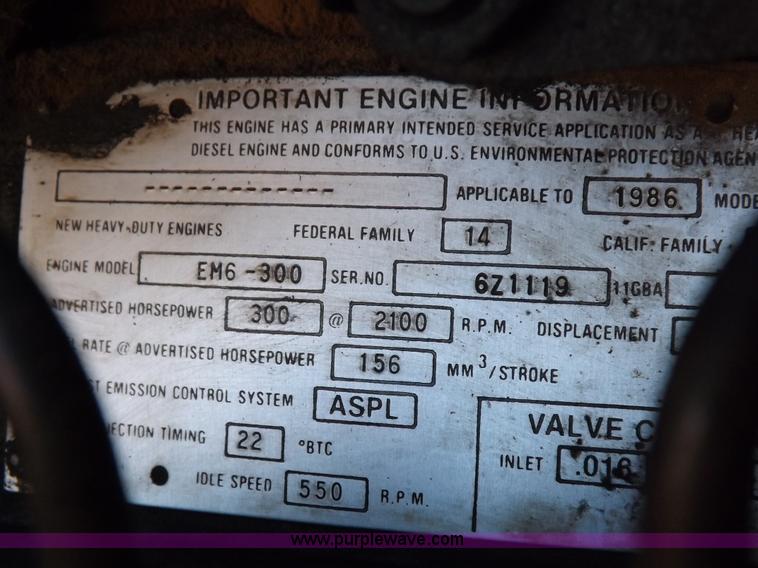 IMPORTANT ENGINE INFORMATIO
THIS ENGINE HAS A PRIMARY INTENDED SERVICE APPLICATION AS A HEA
DIESEL ENGINE AND CONFORMS TO U.S. ENVIRONMENTAL PROTECTION AGEN
------------- APPLICABLE TO 1986 MODE
NEW HEAVY-DUTY ENGINES FEDERAL FAMILY 14 CALIF. FAMILY
ENGINE MODEL EM6-300 SER.NO. 6Z1119 11GBA
ADVERTISED HORSEPOWER 300 @ 2100 R.P.M. DISPLACEMENT
RATE @ ADVERTISED HORSEPOWER 156 MM3/STROKE
ST EMISSION CONTROL SYSTEM ASPL
ECTION TIMING 22 °BTC
VALVE C
INLET .016
IDLE SPEED 550 R.P.M.
www.purplewave.com